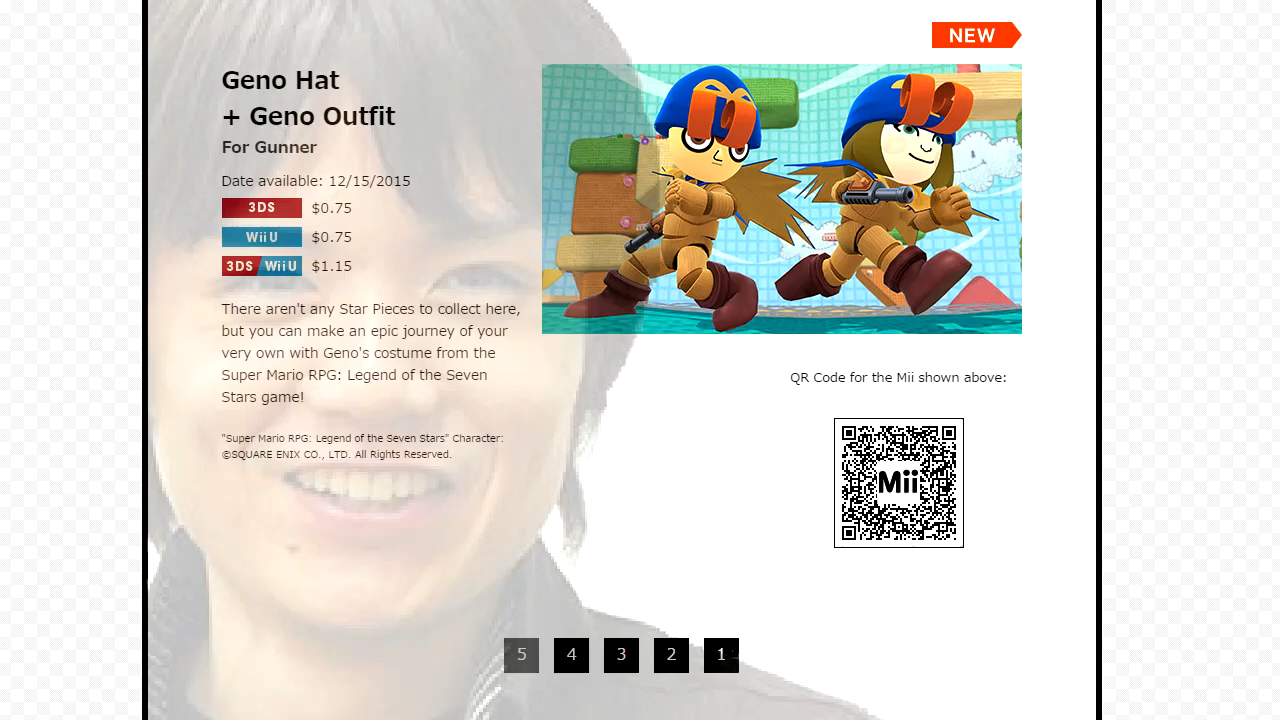 NEW
Geno Hat
+ Geno Outfit
For Gunner
Date available: 12/15/2015
3DS $0.75
Wii U $0.75
3DS Wii U $1.15
There aren't any Star Pieces to collect here,
but you can make an epic journey of your
very own with Geno's costume from the
Super Mario RPG: Legend of the Seven
Stars game!
"Super Mario RPG: Legend of the Seven Stars" Character:
©SQUARE ENIX CO., LTD. All Rights Reserved.
QR Code for the Mii shown above:
Mii
5 4 3 2 1